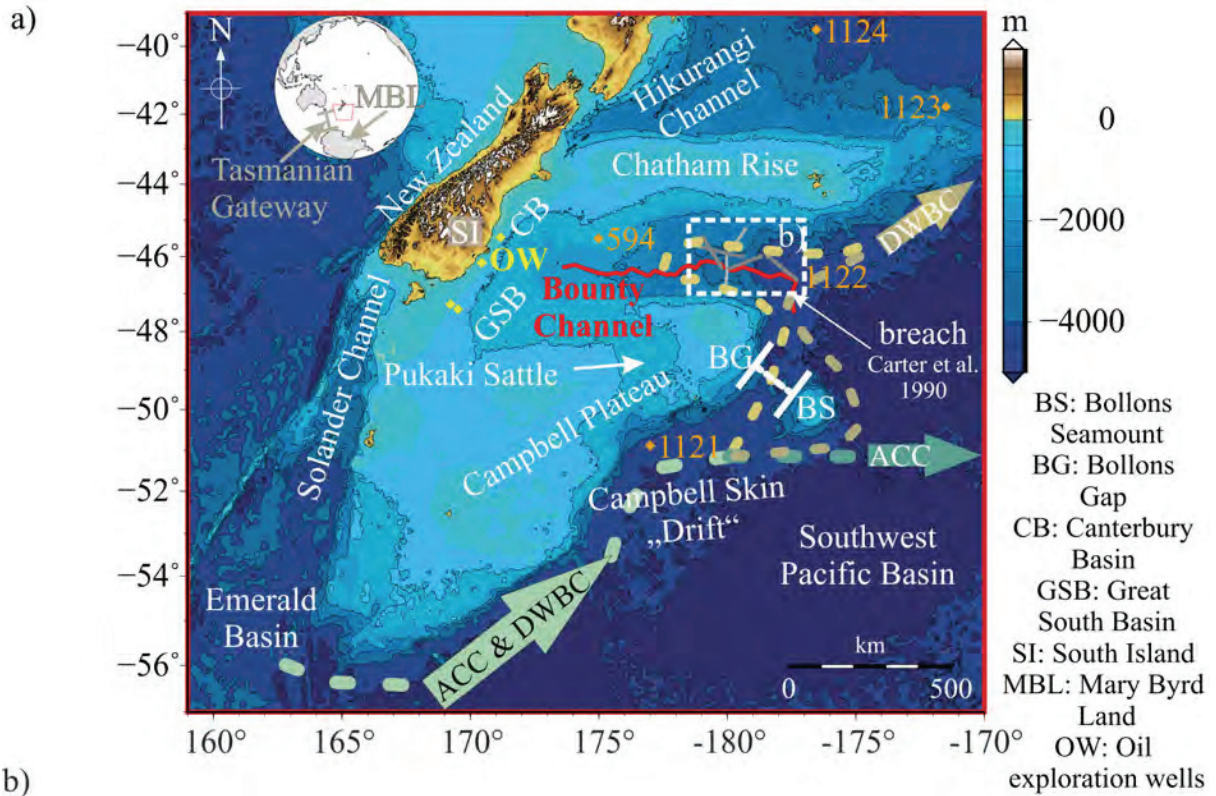 a)
m
N
−40°
−42°
−44°
−46°
−48°
−50°
−52°
−54°
−56°
MBL
Tasmanian
Gateway
New Zealand
Hikurangi
Channel
1124
1123
Chatham Rise
SI
CB
OW
594
b)
DWBC
1122
Bounty
Channel
GSB
breach
Carter et al.
1990
Solander Channel
Pukaki Sattle
BG
BS
Campbell Plateau
1121
ACC
Campbell Skin
„Drift“
Southwest
Pacific Basin
Emerald
Basin
ACC & DWBC
km
0
500
160°
165°
170°
175°
-180°
-175°
-170°
0
−2000
−4000
BS: Bollons
Seamount
BG: Bollons
Gap
CB: Canterbury
Basin
GSB: Great
South Basin
SI: South Island
MBL: Mary Byrd
Land
OW: Oil
exploration wells
b)